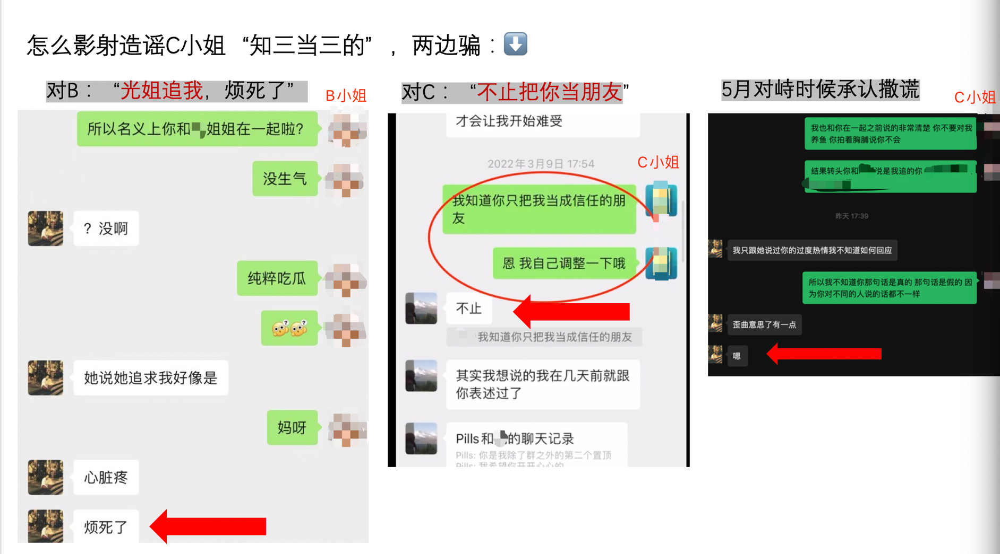 怎么影射造谣C小姐“知三当三的”，两边骗：⬇️
对B：“光姐追我，烦死了”
B小姐
所以名义上你和 姐姐在一起啦？
没生气
？没啊
纯粹吃瓜
她说她追求我好像是
妈呀
心脏疼
烦死了
对C：“不止把你当朋友”
才会让我开始难受
2022年3月9日 17:54
C小姐
我知道你只把我当成信任的朋
友
恩 我自己调整一下哦
不止
我知道你只把我当成信任的朋友
其实我想说的我在几天前就跟
你表述过了
Pills和 的聊天记录
Pills: 你是我除了群之外的第二个置顶
Pills: 我希望你开开心心的
5月对峙时候承认撒谎
C小姐
我也和你在一起之前说的非常清楚 你不要对我
养鱼 你拍着胸脯说你不会
结果转头你和 说是我追的你
昨天 17:39
我只跟她说过你的过度热情我不知道如何回应
所以我不知道你那句话是真的 那句话是假的 因
为你对不同的人说的话都不一样
歪曲意思了有一点
嗯